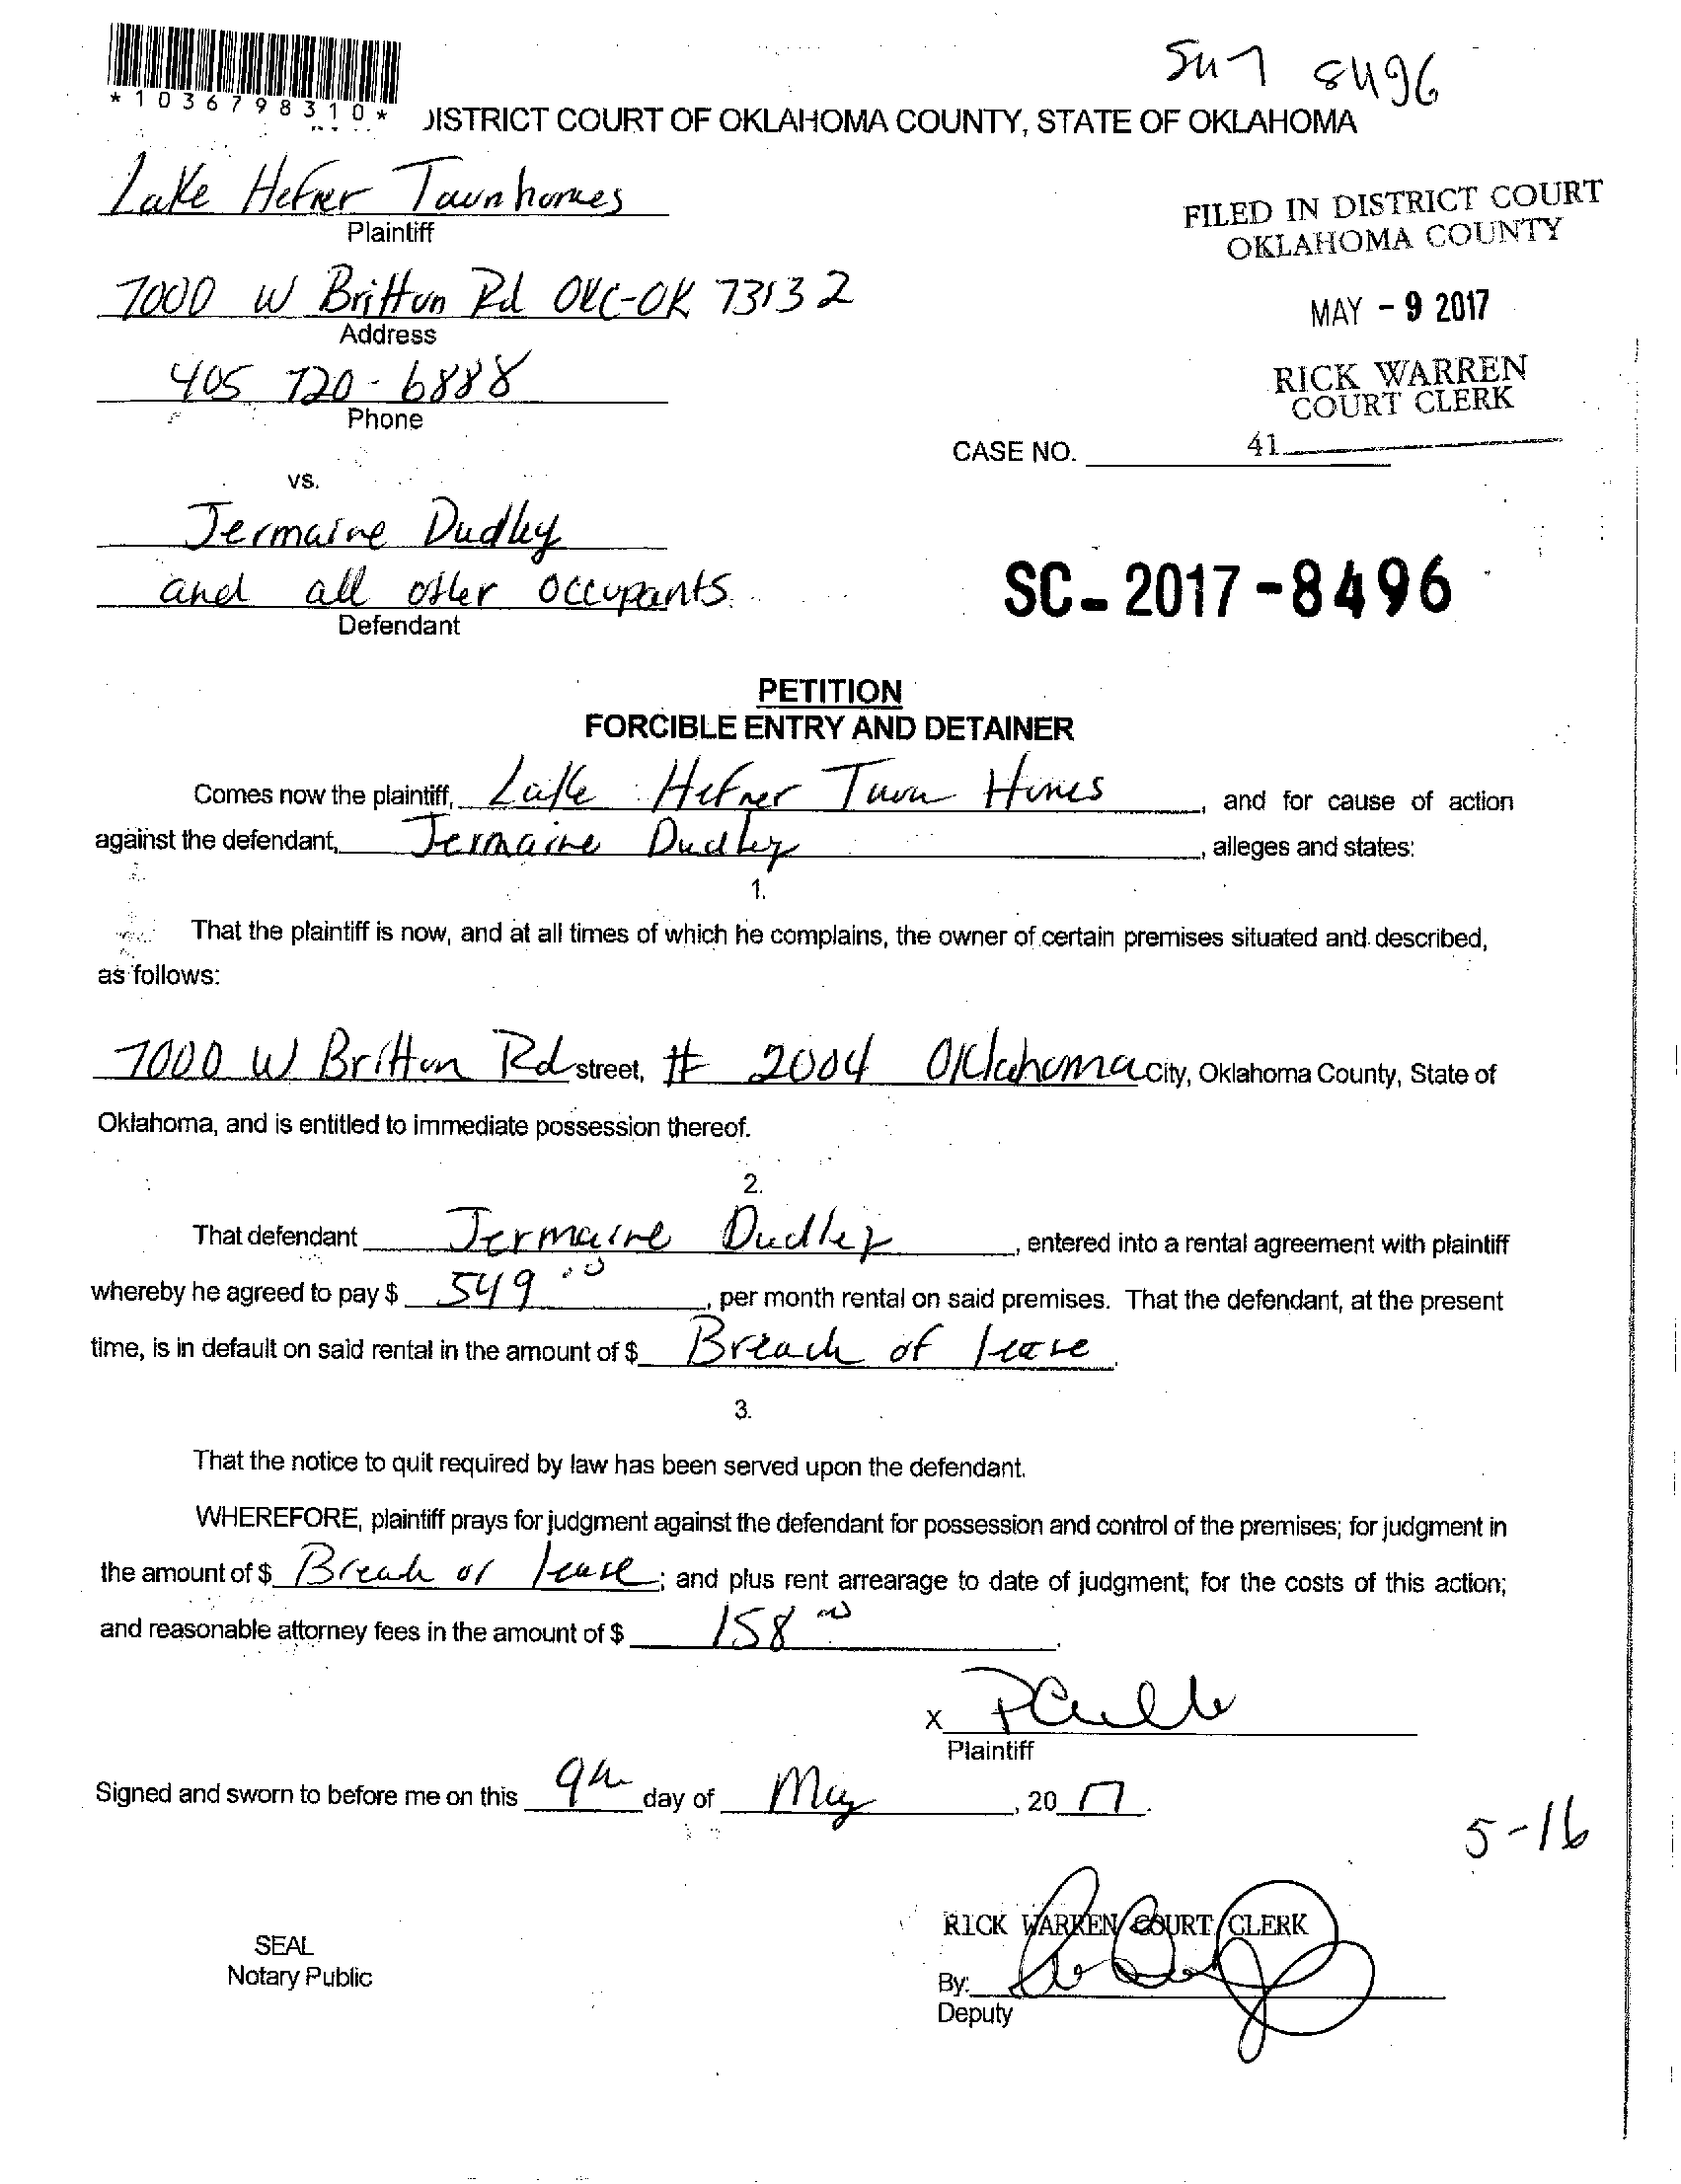 8496
*1036798310*
DISTRICT COURT OF OKLAHOMA COUNTY, STATE OF OKLAHOMA
Lake Hefner Townhomes
Plaintiff
FILED IN DISTRICT COURT
OKLAHOMA COUNTY
7000 W Britton Rd OKC-OK 73132
Address
MAY - 9 2017
405 720-6888
Phone
RICK WARREN
COURT CLERK
CASE NO. 41
vs.
Jermaine Dudley
and all other occupants
Defendant
SC-2017-8496
PETITION
FORCIBLE ENTRY AND DETAINER
Comes now the plaintiff, Lake Hefner Town Homes, and for cause of action
against the defendant, Jermaine Dudley, alleges and states:
1.
That the plaintiff is now, and at all times of which he complains, the owner of certain premises situated and described,
as follows:
7000 W Britton Rd street, # 2004 Oklahoma City, Oklahoma County, State of
Oklahoma, and is entitled to immediate possession thereof.
2.
That defendant Jermaine Dudley, entered into a rental agreement with plaintiff
whereby he agreed to pay $ 549.00, per month rental on said premises. That the defendant, at the present
time, is in default on said rental in the amount of $ Breach of lease.
3.
That the notice to quit required by law has been served upon the defendant.
WHEREFORE, plaintiff prays for judgment against the defendant for possession and control of the premises; for judgment in
the amount of $ Breach of lease; and plus rent arrearage to date of judgment; for the costs of this action;
and reasonable attorney fees in the amount of $ 158 00.
X
Plaintiff
Signed and sworn to before me on this 9th day of May, 20 17.
5-16
RICK WARREN COURT CLERK
SEAL
Notary Public
By:
Deputy